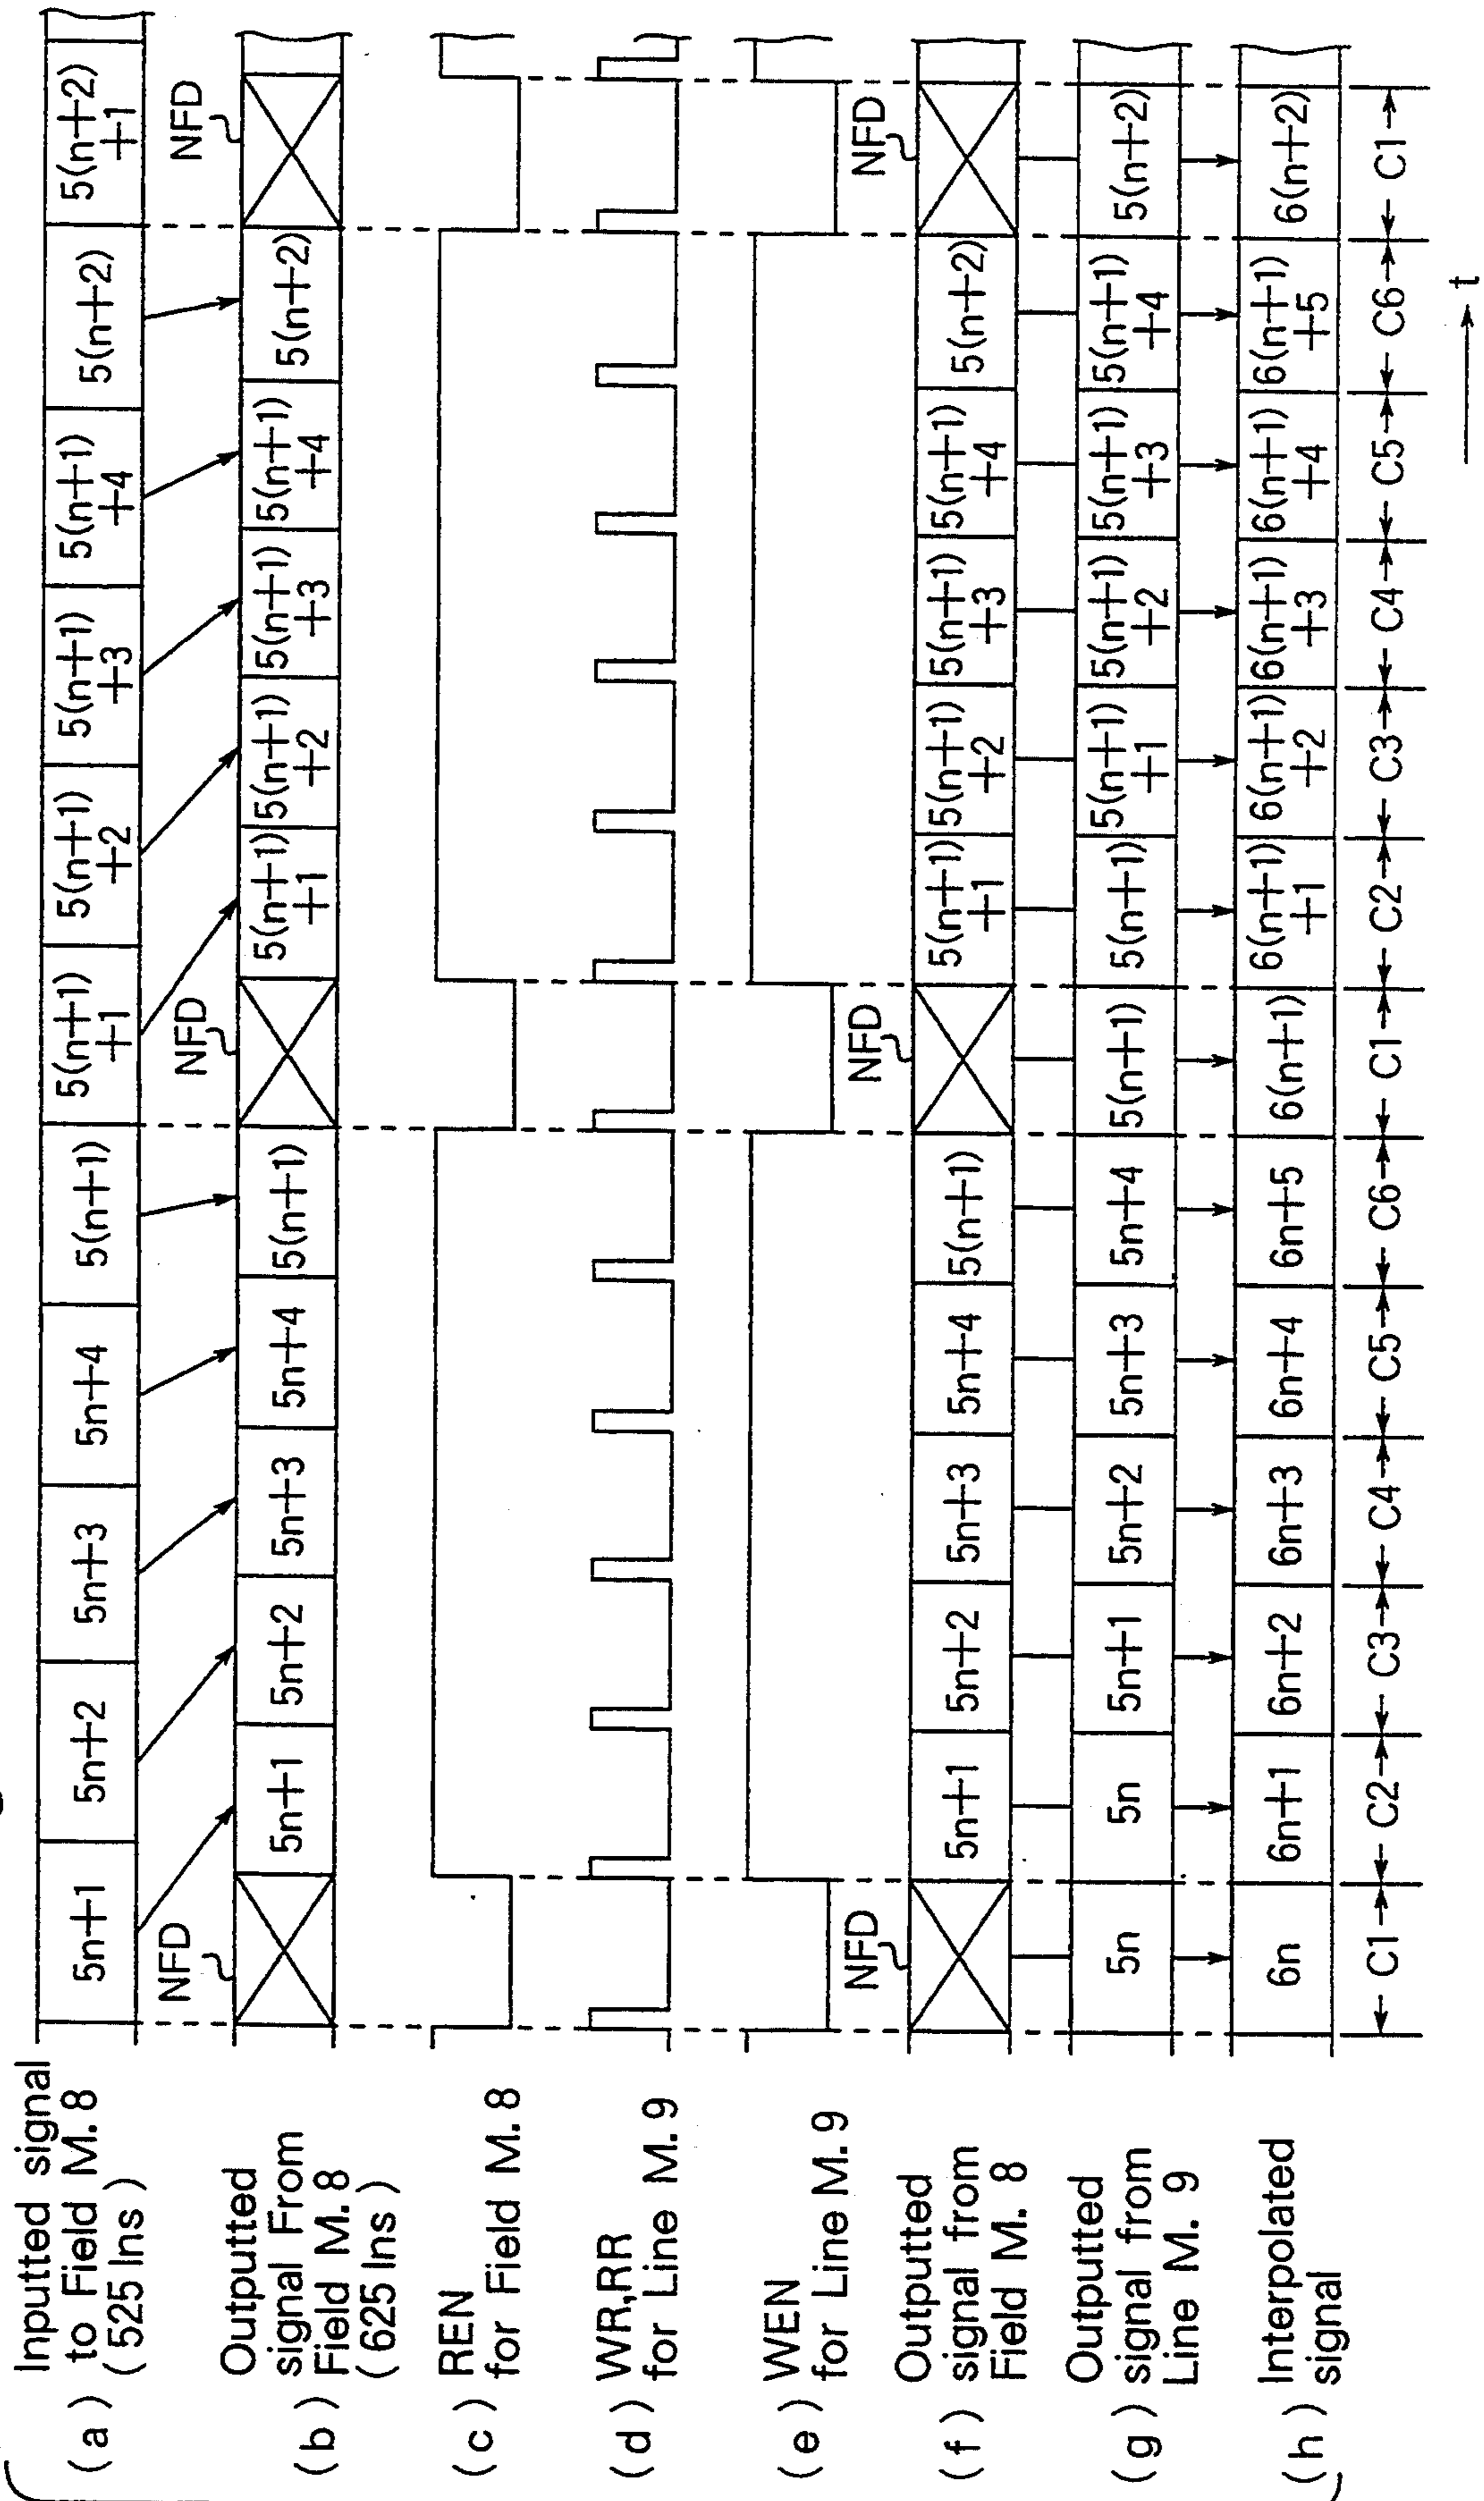 (a) Inputted signal
to Field M. 8
(525 lns)
5n+1 5n+2 5n+3 5n+4 5(n+1) 5(n+1)+1 5(n+1)+2 5(n+1)+3 5(n+1)+4 5(n+2) 5(n+2)+1
(b) Outputted
signal From
Field M. 8
(625 lns)
NFD NFD NFD
5n+1 5n+2 5n+3 5n+4 5(n+1) 5(n+1)+1 5(n+1)+2 5(n+1)+3 5(n+1)+4 5(n+2)
(c) REN
for Field M. 8
(d) WR,RR
for Line M. 9
(e) WEN
for Line M. 9
(f) Outputted
signal from
Field M. 8
NFD NFD NFD
5n+1 5n+2 5n+3 5n+4 5(n+1) 5(n+1)+1 5(n+1)+2 5(n+1)+3 5(n+1)+4 5(n+2)
(g) Outputted
signal from
Line M. 9
5n 5n 5n+1 5n+2 5n+3 5n+4 5(n+1) 5(n+1) 5(n+1)+1 5(n+1)+2 5(n+1)+3 5(n+1)+4 5(n+2)
(h) Interpolated
signal
6n 6n+1 6n+2 6n+3 6n+4 6n+5 6(n+1) 6(n+1)+1 6(n+1)+2 6(n+1)+3 6(n+1)+4 6(n+1)+5 6(n+2)
C1 C2 C3 C4 C5 C6 C1 C2 C3 C4 C5 C6 C1
t